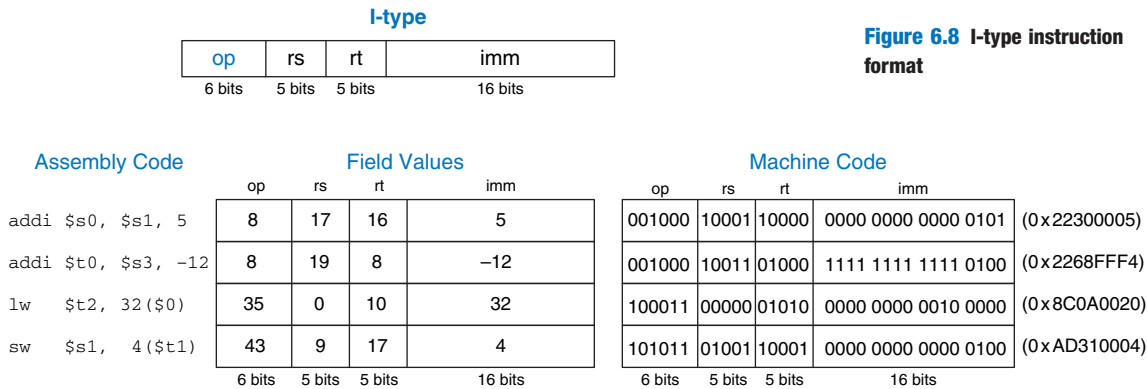 I-type
op rs rt imm
6 bits 5 bits 5 bits 16 bits
Figure 6.8 I-type instruction
format
Assembly Code Field Values Machine Code
op rs rt imm op rs rt imm
addi $s0, $s1, 5 8 17 16 5 001000 10001 10000 0000 0000 0000 0101 (0x22300005)
addi $t0, $s3, –12 8 19 8 –12 001000 10011 01000 1111 1111 1111 0100 (0x2268FFF4)
lw $t2, 32($0) 35 0 10 32 100011 00000 01010 0000 0000 0010 0000 (0x8C0A0020)
sw $s1, 4($t1) 43 9 17 4 101011 01001 10001 0000 0000 0000 0100 (0xAD310004)
6 bits 5 bits 5 bits 16 bits 6 bits 5 bits 5 bits 16 bits